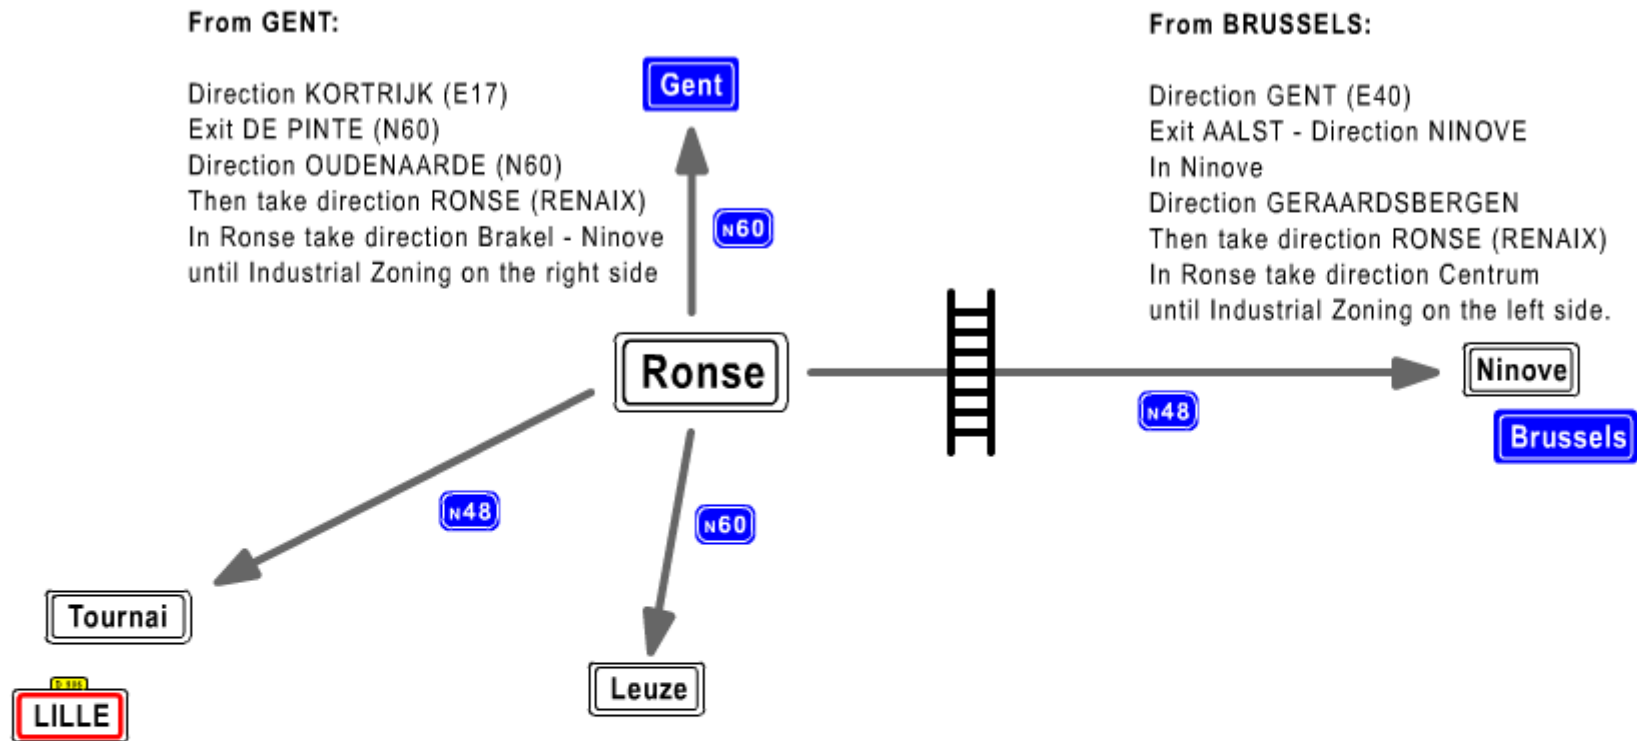 From GENT:
Direction KORTRIJK (E17)
Exit DE PINTE (N60)
Direction OUDENAARDE (N60)
Then take direction RONSE (RENAIX)
In Ronse take direction Brakel - Ninove
until Industrial Zoning on the right side
Gent
N60
From BRUSSELS:
Direction GENT (E40)
Exit AALST - Direction NINOVE
In Ninove
Direction GERAARDSBERGEN
Then take direction RONSE (RENAIX)
In Ronse take direction Centrum
until Industrial Zoning on the left side.
Ronse
Ninove
N48
Brussels
N48
N60
Tournai
Leuze
LILLE